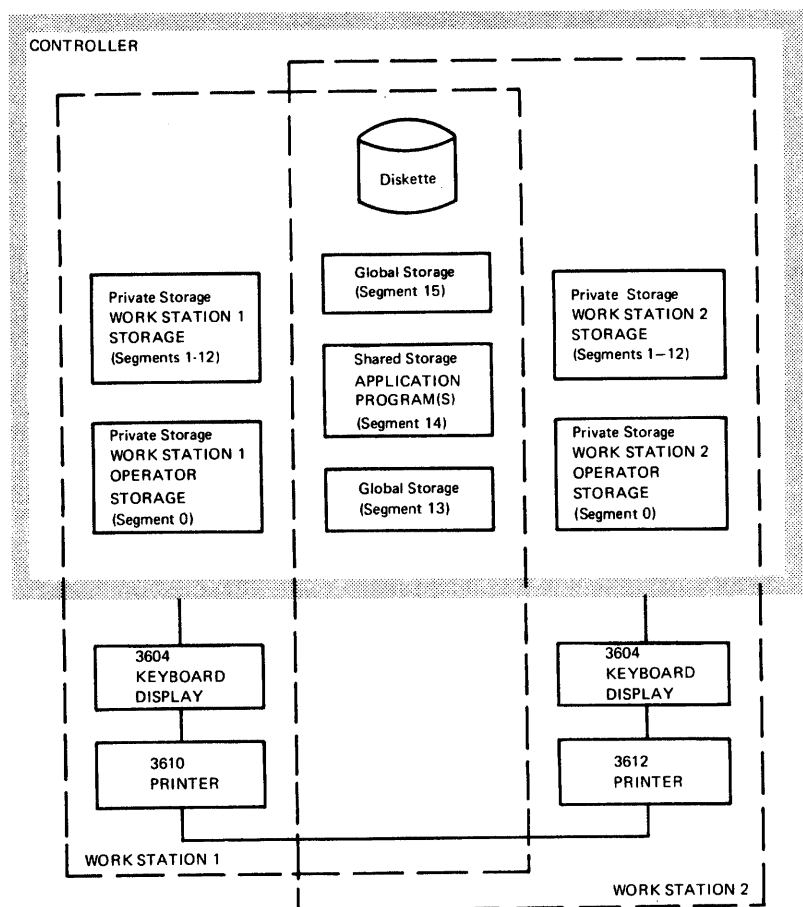 CONTROLLER
Diskette
Global Storage
(Segment 15)
Private Storage
WORK STATION 1
STORAGE
(Segments 1-12)
Private Storage
WORK STATION 2
STORAGE
(Segments 1–12)
Shared Storage
APPLICATION
PROGRAM(S)
(Segment 14)
Private Storage
WORK STATION 1
OPERATOR
STORAGE
(Segment 0)
Global Storage
(Segment 13)
Private Storage
WORK STATION 2
OPERATOR
STORAGE
(Segment 0)
3604
KEYBOARD
DISPLAY
3604
KEYBOARD
DISPLAY
3610
PRINTER
3612
PRINTER
WORK STATION 1
WORK STATION 2